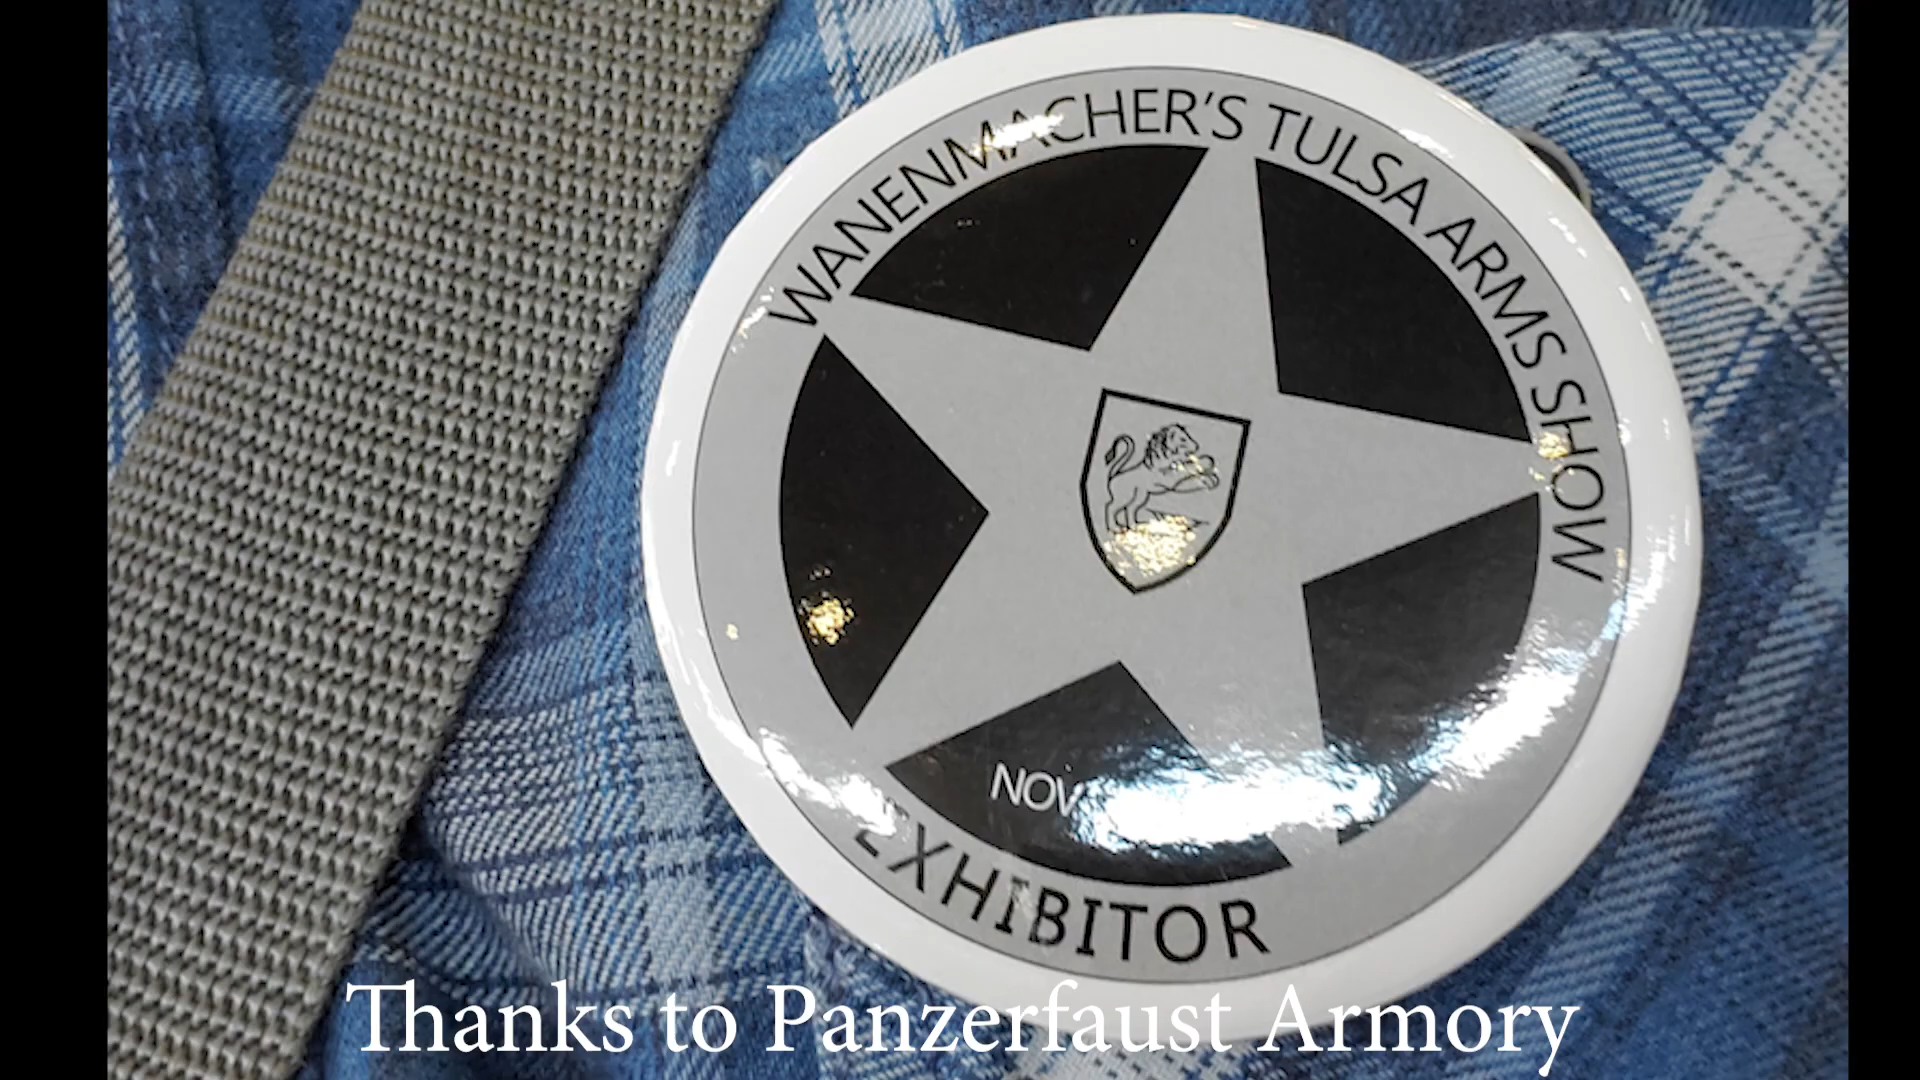 WANENMACHER'S TULSA ARMS SHOW
NOV
EXHIBITOR
Thanks to Panzerfaust Armory